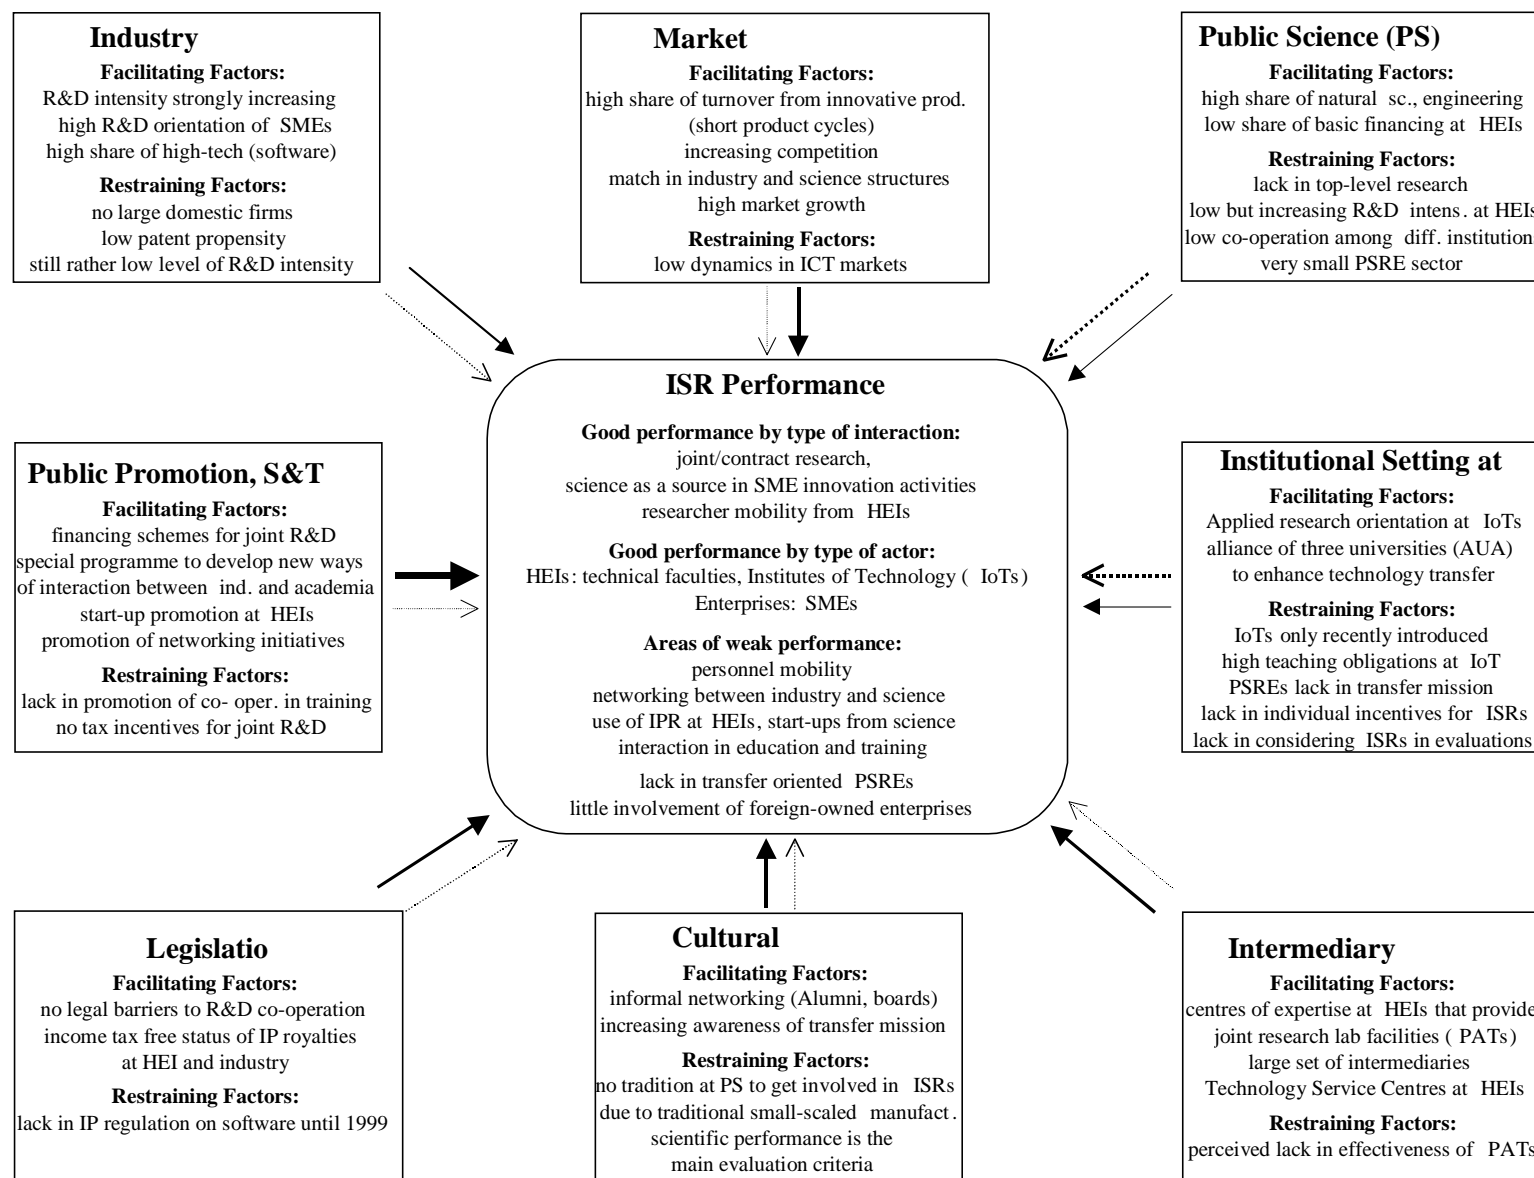 Industry
Facilitating Factors:
R&D intensity strongly increasing
high R&D orientation of SMEs
high share of high-tech (software)
Restraining Factors:
no large domestic firms
low patent propensity
still rather low level of R&D intensity
Market
Facilitating Factors:
high share of turnover from innovative prod.
(short product cycles)
increasing competition
match in industry and science structures
high market growth
Restraining Factors:
low dynamics in ICT markets
Public Science (PS)
Facilitating Factors:
high share of natural sc., engineering
low share of basic financing at HEIs
Restraining Factors:
lack in top-level research
low but increasing R&D intens. at HEIs
low co-operation among diff. institution
very small PSRE sector
Public Promotion, S&T
Facilitating Factors:
financing schemes for joint R&D
special programme to develop new ways
of interaction between ind. and academia
start-up promotion at HEIs
promotion of networking initiatives
Restraining Factors:
lack in promotion of co- oper. in training
no tax incentives for joint R&D
ISR Performance
Good performance by type of interaction:
joint/contract research,
science as a source in SME innovation activities
researcher mobility from HEIs
Good performance by type of actor:
HEIs: technical faculties, Institutes of Technology ( IoTs)
Enterprises: SMEs
Areas of weak performance:
personnel mobility
networking between industry and science
use of IPR at HEIs, start-ups from science
interaction in education and training
lack in transfer oriented PSREs
little involvement of foreign-owned enterprises
Institutional Setting at
Facilitating Factors:
Applied research orientation at IoTs
alliance of three universities (AUA)
to enhance technology transfer
Restraining Factors:
IoTs only recently introduced
high teaching obligations at IoT
PSREs lack in transfer mission
lack in individual incentives for ISRs
lack in considering ISRs in evaluations
Legislatio
Facilitating Factors:
no legal barriers to R&D co-operation
income tax free status of IP royalties
at HEI and industry
Restraining Factors:
lack in IP regulation on software until 1999
Cultural
Facilitating Factors:
informal networking (Alumni, boards)
increasing awareness of transfer mission
Restraining Factors:
no tradition at PS to get involved in ISRs
due to traditional small-scaled manufact.
scientific performance is the
main evaluation criteria
Intermediary
Facilitating Factors:
centres of expertise at HEIs that provide
joint research lab facilities ( PATs)
large set of intermediaries
Technology Service Centres at HEIs
Restraining Factors:
perceived lack in effectiveness of PATs